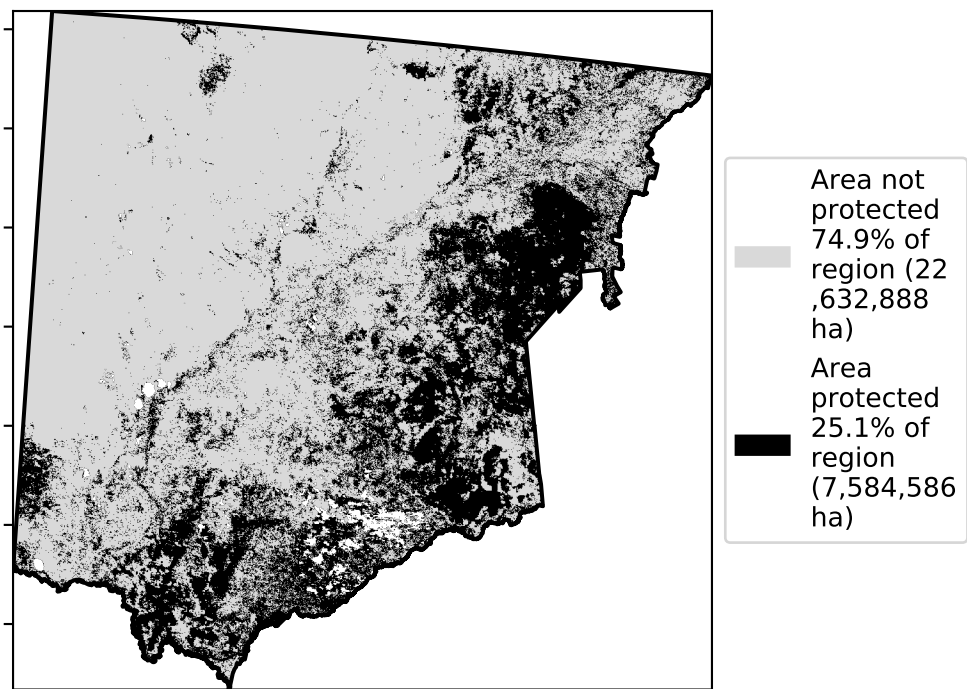 Area not
protected
74.9% of
region (22
,632,888
ha)
Area
protected
25.1% of
region
(7,584,586
ha)